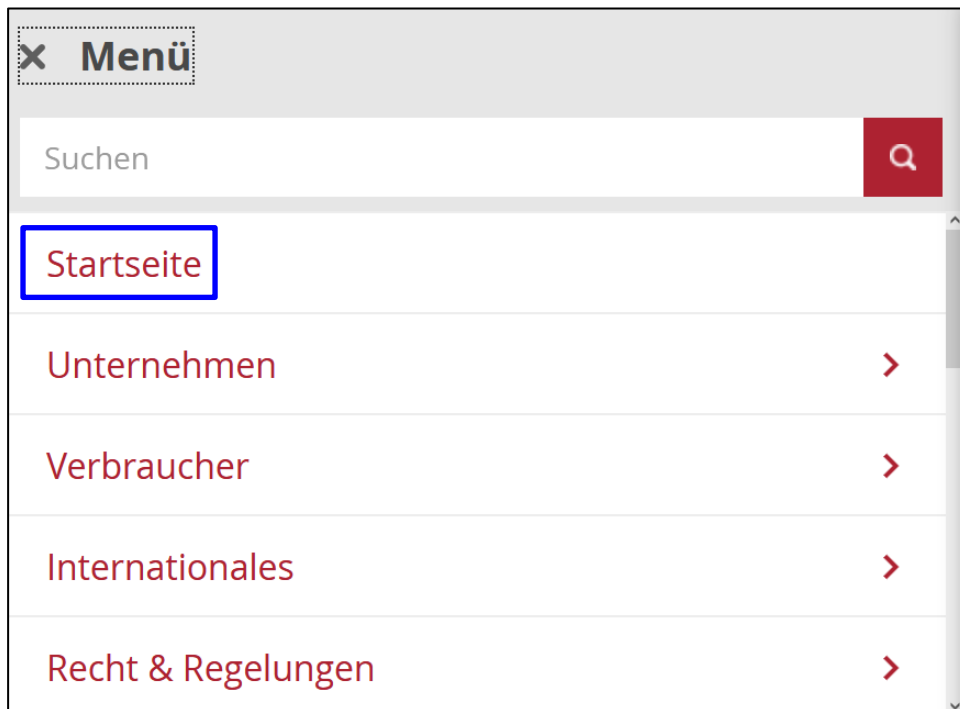 Menü
Suchen
Startseite
Unternehmen
Verbraucher
Internationales
Recht & Regelungen